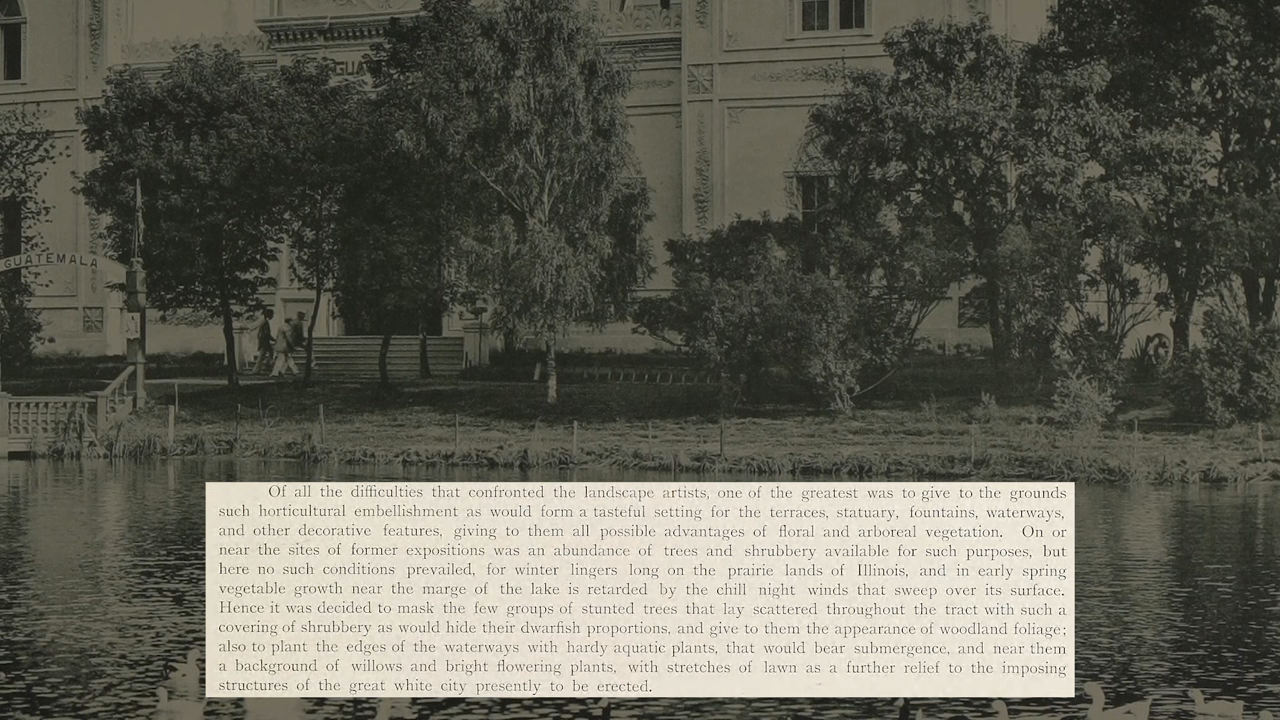 GUA
GUATEMALA
Of all the difficulties that confronted the landscape artists, one of the greatest was to give to the grounds
such horticultural embellishment as would form a tasteful setting for the terraces, statuary, fountains, waterways,
and other decorative features, giving to them all possible advantages of floral and arboreal vegetation. On or
near the sites of former expositions was an abundance of trees and shrubbery available for such purposes, but
here no such conditions prevailed, for winter lingers long on the prairie lands of Illinois, and in early spring
vegetable growth near the marge of the lake is retarded by the chill night winds that sweep over its surface.
Hence it was decided to mask the few groups of stunted trees that lay scattered throughout the tract with such a
covering of shrubbery as would hide their dwarfish proportions, and give to them the appearance of woodland foliage;
also to plant the edges of the waterways with hardy aquatic plants, that would bear submergence, and near them
a background of willows and bright flowering plants, with stretches of lawn as a further relief to the imposing
structures of the great white city presently to be erected.